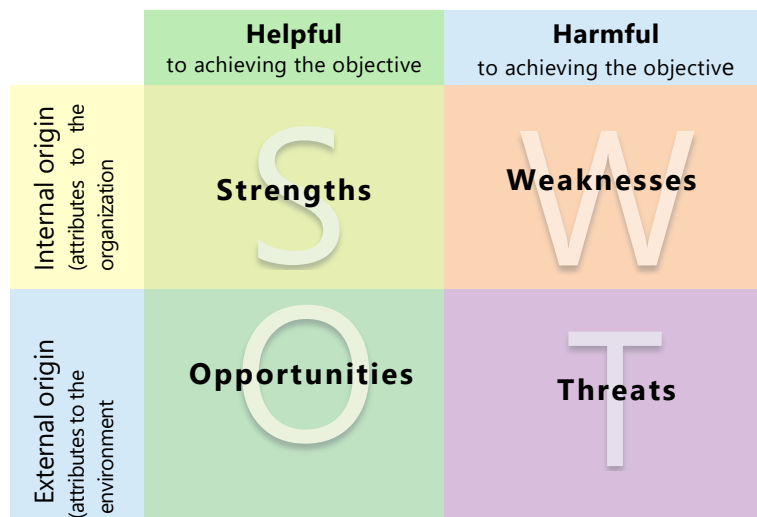 Helpful
to achieving the objective
Harmful
to achieving the objective
Internal origin
(attributes to the
organization
S
Strengths
W
Weaknesses
External origin
(attributes to the
environment
O
Opportunities
T
Threats